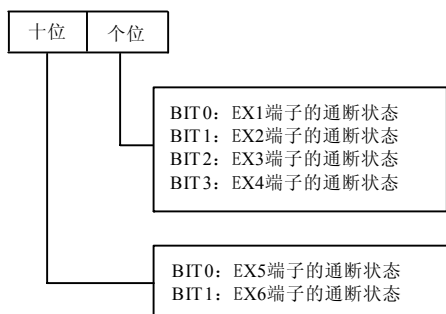 十位 个位
BIT0：EX1端子的通断状态
BIT1：EX2端子的通断状态
BIT2：EX3端子的通断状态
BIT3：EX4端子的通断状态
BIT0：EX5端子的通断状态
BIT1：EX6端子的通断状态